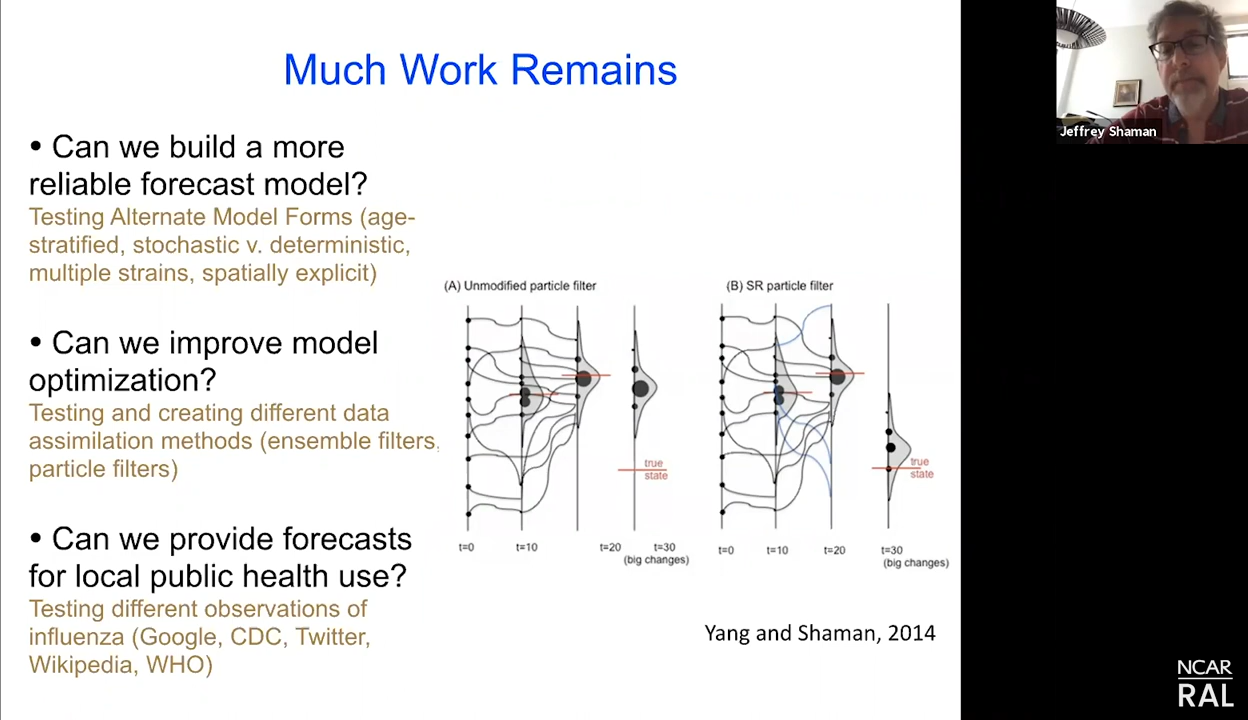 Much Work Remains
• Can we build a more
reliable forecast model?
Testing Alternate Model Forms (age-
stratified, stochastic v. deterministic,
multiple strains, spatially explicit)
• Can we improve model
optimization?
Testing and creating different data
assimilation methods (ensemble filters,
particle filters)
• Can we provide forecasts
for local public health use?
Testing different observations of
influenza (Google, CDC, Twitter,
Wikipedia, WHO)
(A) Unmodified particle filter
true
state
t=0
t=10
t=20
t=30
(big changes)
(B) SR particle filter
true
state
t=0
t=10
t=20
t=30
(big changes)
Yang and Shaman, 2014
Jeffrey Shaman
NCAR
RAL